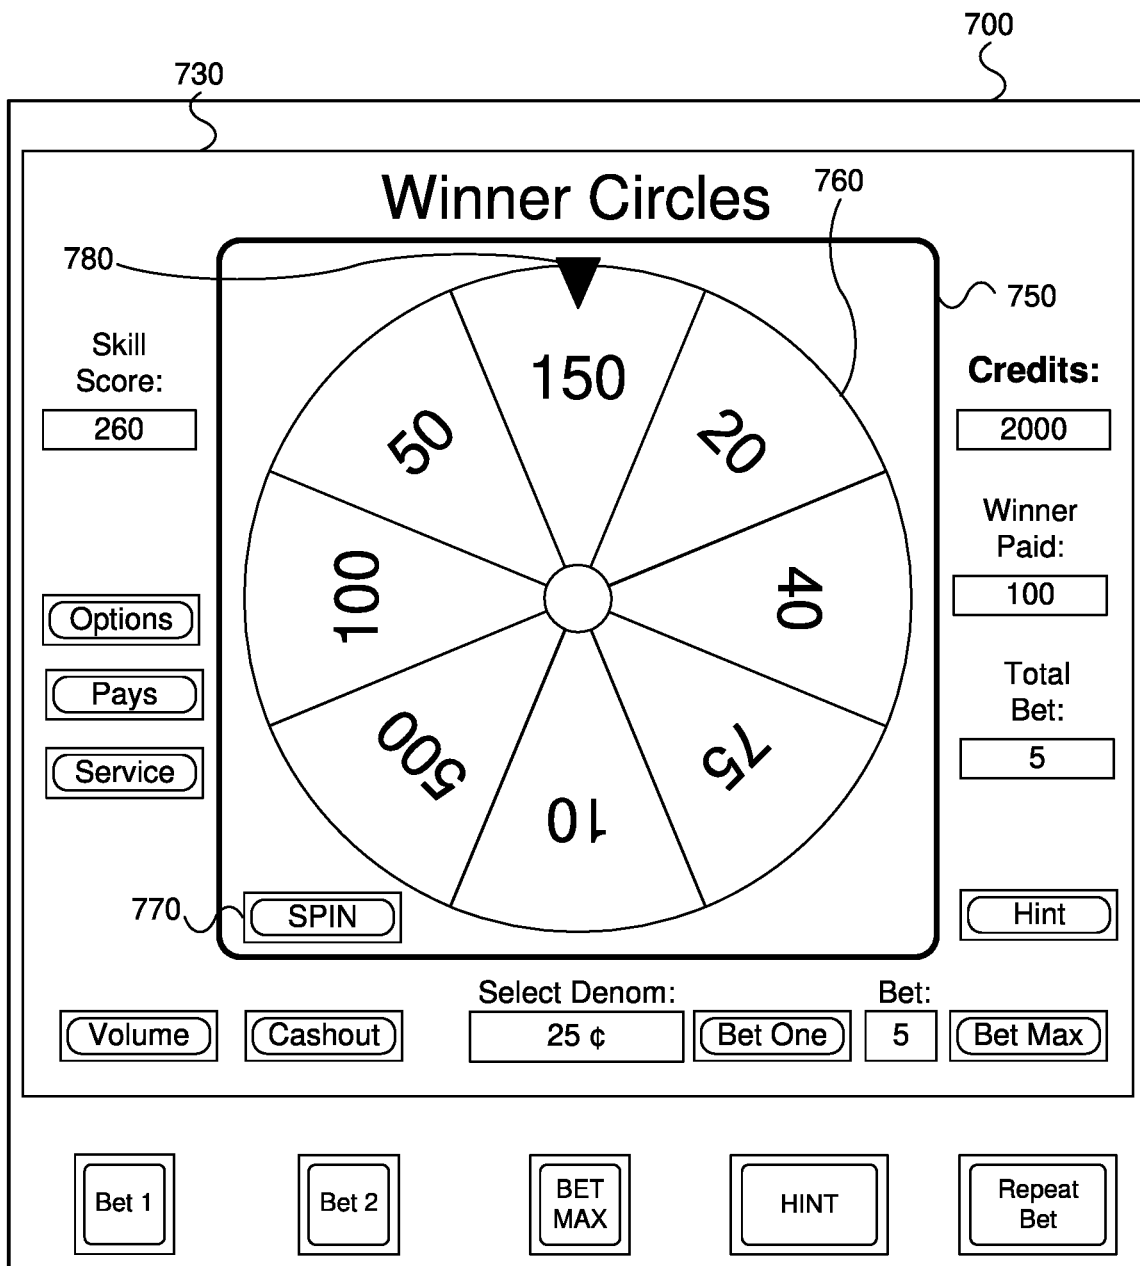 700
730
Winner Circles
760
780
750
Skill
Score:
260
150
50
20
100
40
500
75
10
Credits:
2000
Winner
Paid:
100
Total
Bet:
5
Options
Pays
Service
770
SPIN
Hint
Select Denom:
Bet:
Volume
Cashout
25 ¢
Bet One
5
Bet Max
Bet 1
Bet 2
BET
MAX
HINT
Repeat
Bet